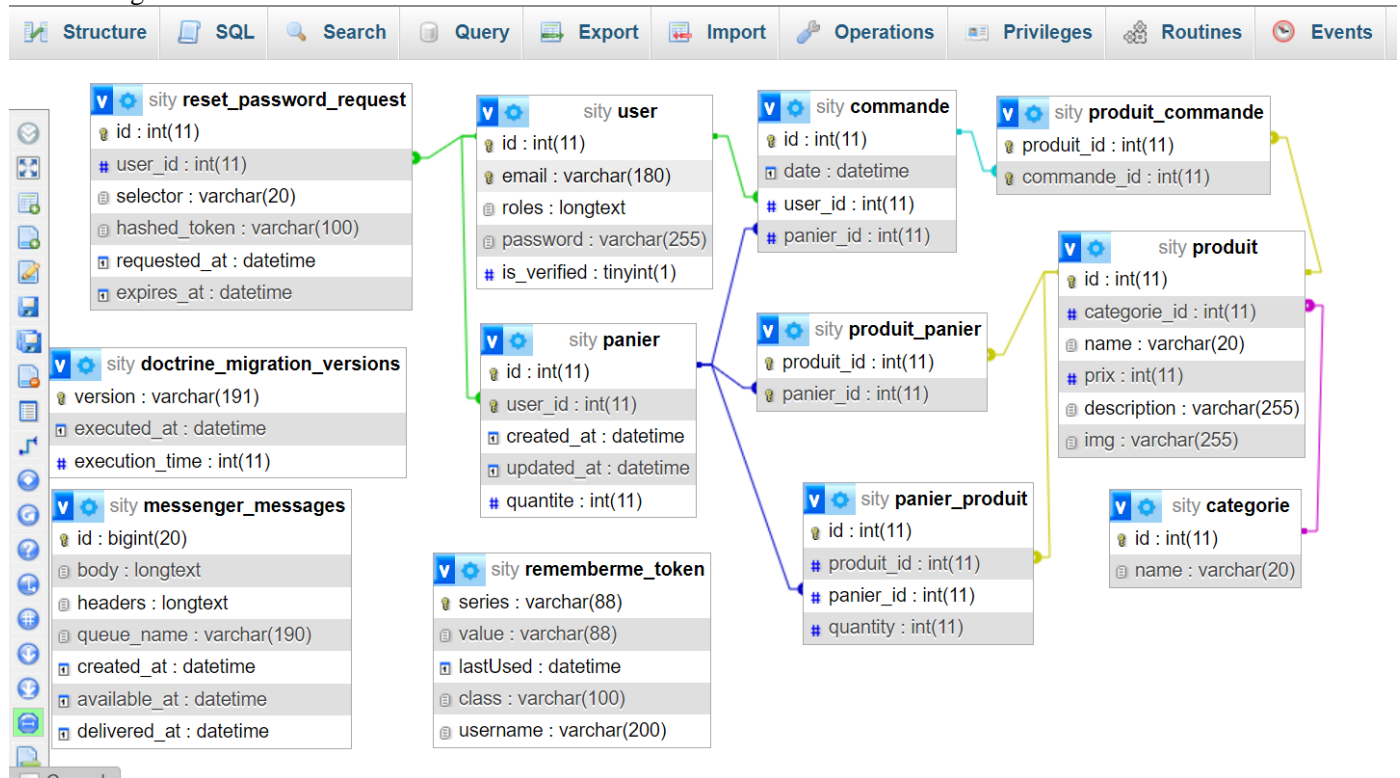 Structure SQL Search Query Export Import Operations Privileges Routines Events
sity reset_password_request
id : int(11)
user_id : int(11)
selector : varchar(20)
hashed_token : varchar(100)
requested_at : datetime
expires_at : datetime
sity user
id : int(11)
email : varchar(180)
roles : longtext
password : varchar(255)
is_verified : tinyint(1)
sity commande
id : int(11)
date : datetime
user_id : int(11)
panier_id : int(11)
sity produit_commande
produit_id : int(11)
commande_id : int(11)
sity produit
id : int(11)
categorie_id : int(11)
name : varchar(20)
prix : int(11)
description : varchar(255)
img : varchar(255)
sity doctrine_migration_versions
version : varchar(191)
executed_at : datetime
execution_time : int(11)
sity panier
id : int(11)
user_id : int(11)
created_at : datetime
updated_at : datetime
quantite : int(11)
sity produit_panier
produit_id : int(11)
panier_id : int(11)
sity messenger_messages
id : bigint(20)
body : longtext
headers : longtext
queue_name : varchar(190)
created_at : datetime
available_at : datetime
delivered_at : datetime
sity rememberme_token
series : varchar(88)
value : varchar(88)
lastUsed : datetime
class : varchar(100)
username : varchar(200)
sity panier_produit
id : int(11)
produit_id : int(11)
panier_id : int(11)
quantity : int(11)
sity categorie
id : int(11)
name : varchar(20)